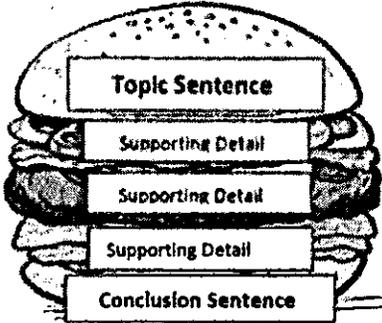 Topic Sentence
Supporting Detail
Supporting Detail
Supporting Detail
Conclusion Sentence